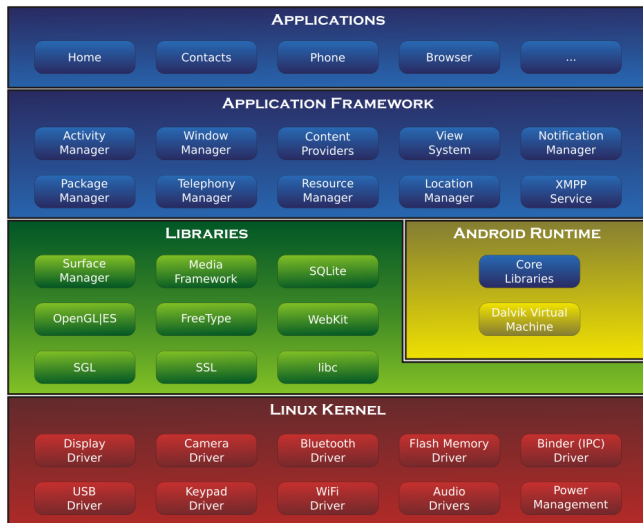 APPLICATIONS
Home
Contacts
Phone
Browser
...
APPLICATION FRAMEWORK
Activity
Manager
Window
Manager
Content
Providers
View
System
Notification
Manager
Package
Manager
Telephony
Manager
Resource
Manager
Location
Manager
XMPP
Service
LIBRARIES
Surface
Manager
Media
Framework
SQLite
OpenGL|ES
FreeType
WebKit
SGL
SSL
libc
ANDROID RUNTIME
Core
Libraries
Dalvik Virtual
Machine
LINUX KERNEL
Display
Driver
Camera
Driver
Bluetooth
Driver
Flash Memory
Driver
Binder (IPC)
Driver
USB
Driver
Keypad
Driver
WiFi
Driver
Audio
Drivers
Power
Management